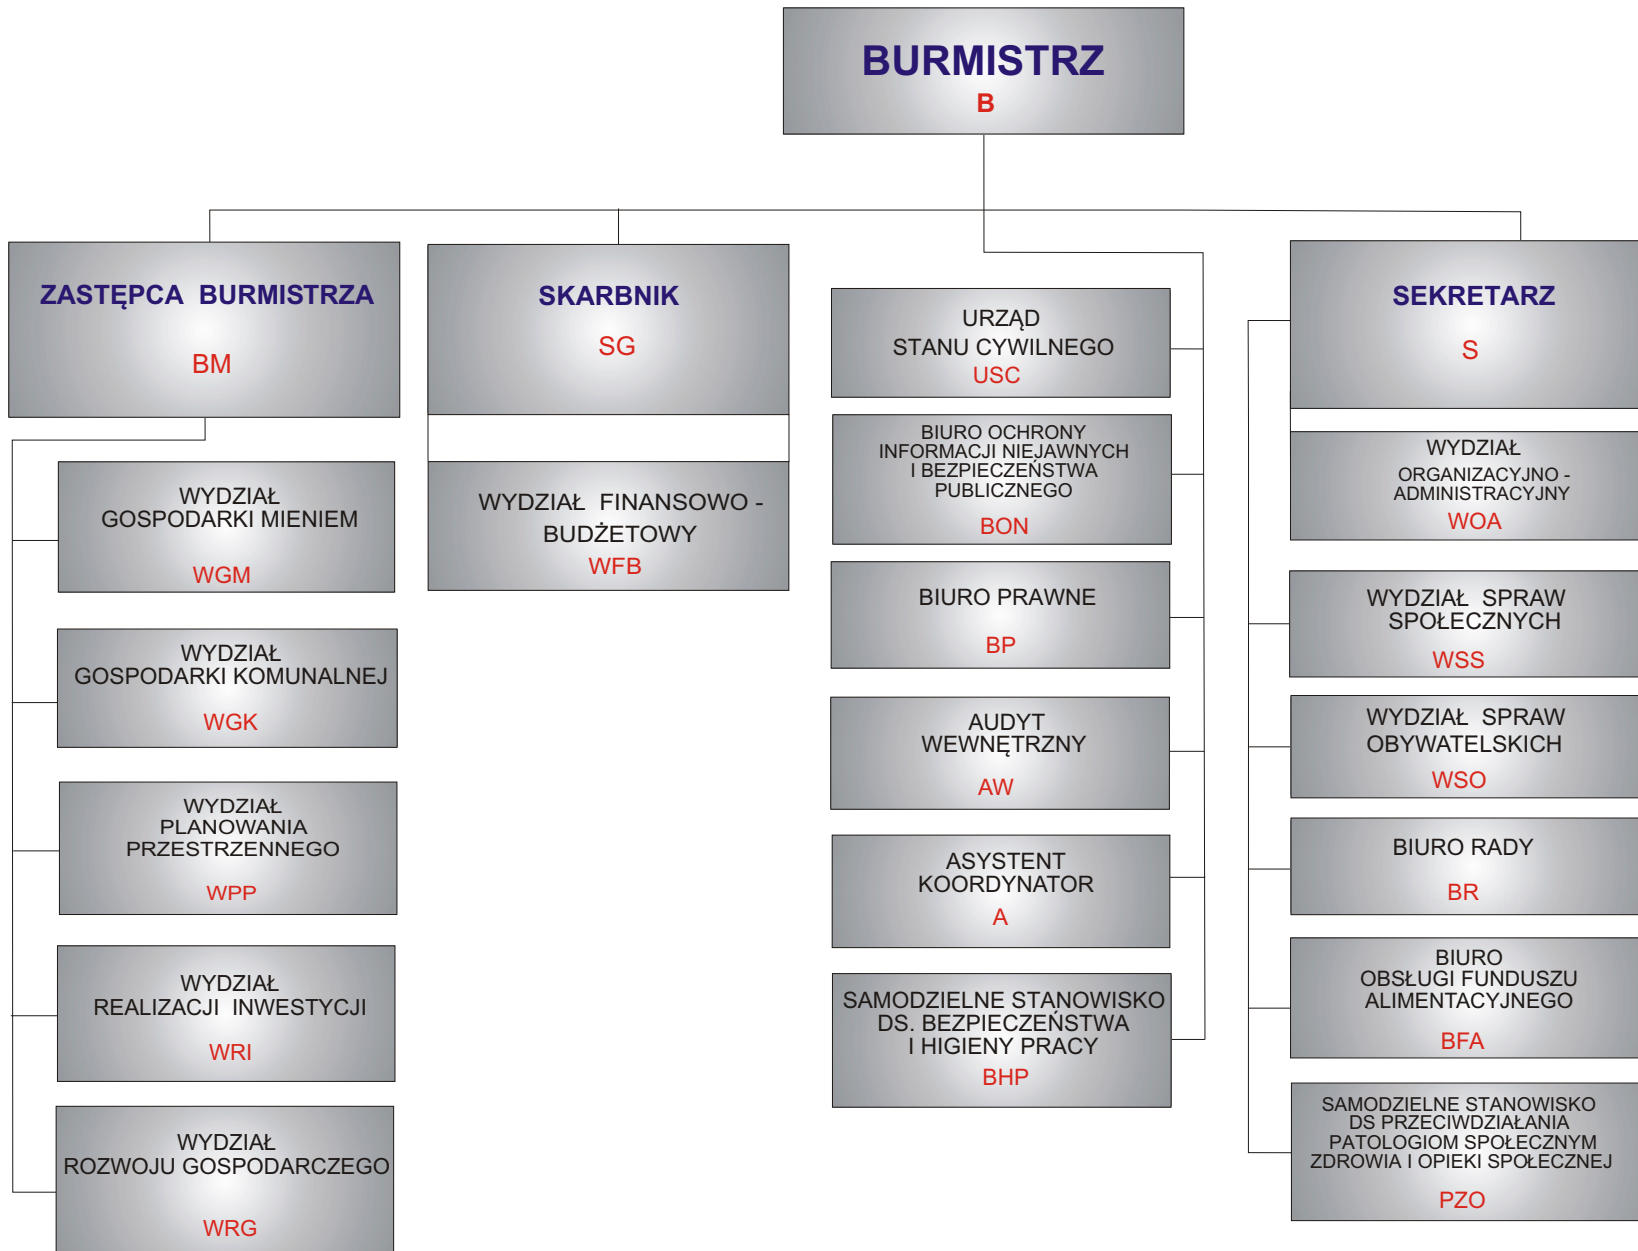 BURMISTRZ
B
ZASTĘPCA BURMISTRZA
BM
WYDZIAŁ
GOSPODARKI MIENIEM
WGM
WYDZIAŁ
GOSPODARKI KOMUNALNEJ
WGK
WYDZIAŁ
PLANOWANIA
PRZESTRZENNEGO
WPP
WYDZIAŁ
REALIZACJI INWESTYCJI
WRI
WYDZIAŁ
ROZWOJU GOSPODARCZEGO
WRG
SKARBNIK
SG
WYDZIAŁ FINANSOWO -
BUDŻETOWY
WFB
URZĄD
STANU CYWILNEGO
USC
BIURO OCHRONY
INFORMACJI NIEJAWNYCH
I BEZPIECZEŃSTWA
PUBLICZNEGO
BON
BIURO PRAWNE
BP
AUDYT
WEWNĘTRZNY
AW
ASYSTENT
KOORDYNATOR
A
SAMODZIELNE STANOWISKO
DS. BEZPIECZEŃSTWA
I HIGIENY PRACY
BHP
SEKRETARZ
S
WYDZIAŁ
ORGANIZACYJNO -
ADMINISTRACYJNY
WOA
WYDZIAŁ SPRAW
SPOŁECZNYCH
WSS
WYDZIAŁ SPRAW
OBYWATELSKICH
WSO
BIURO RADY
BR
BIURO
OBSŁUGI FUNDUSZU
ALIMENTACYJNEGO
BFA
SAMODZIELNE STANOWISKO
DS PRZECIWDZIAŁANIA
PATOLOGIOM SPOŁECZNYM
ZDROWIA I OPIEKI SPOŁECZNEJ
PZO